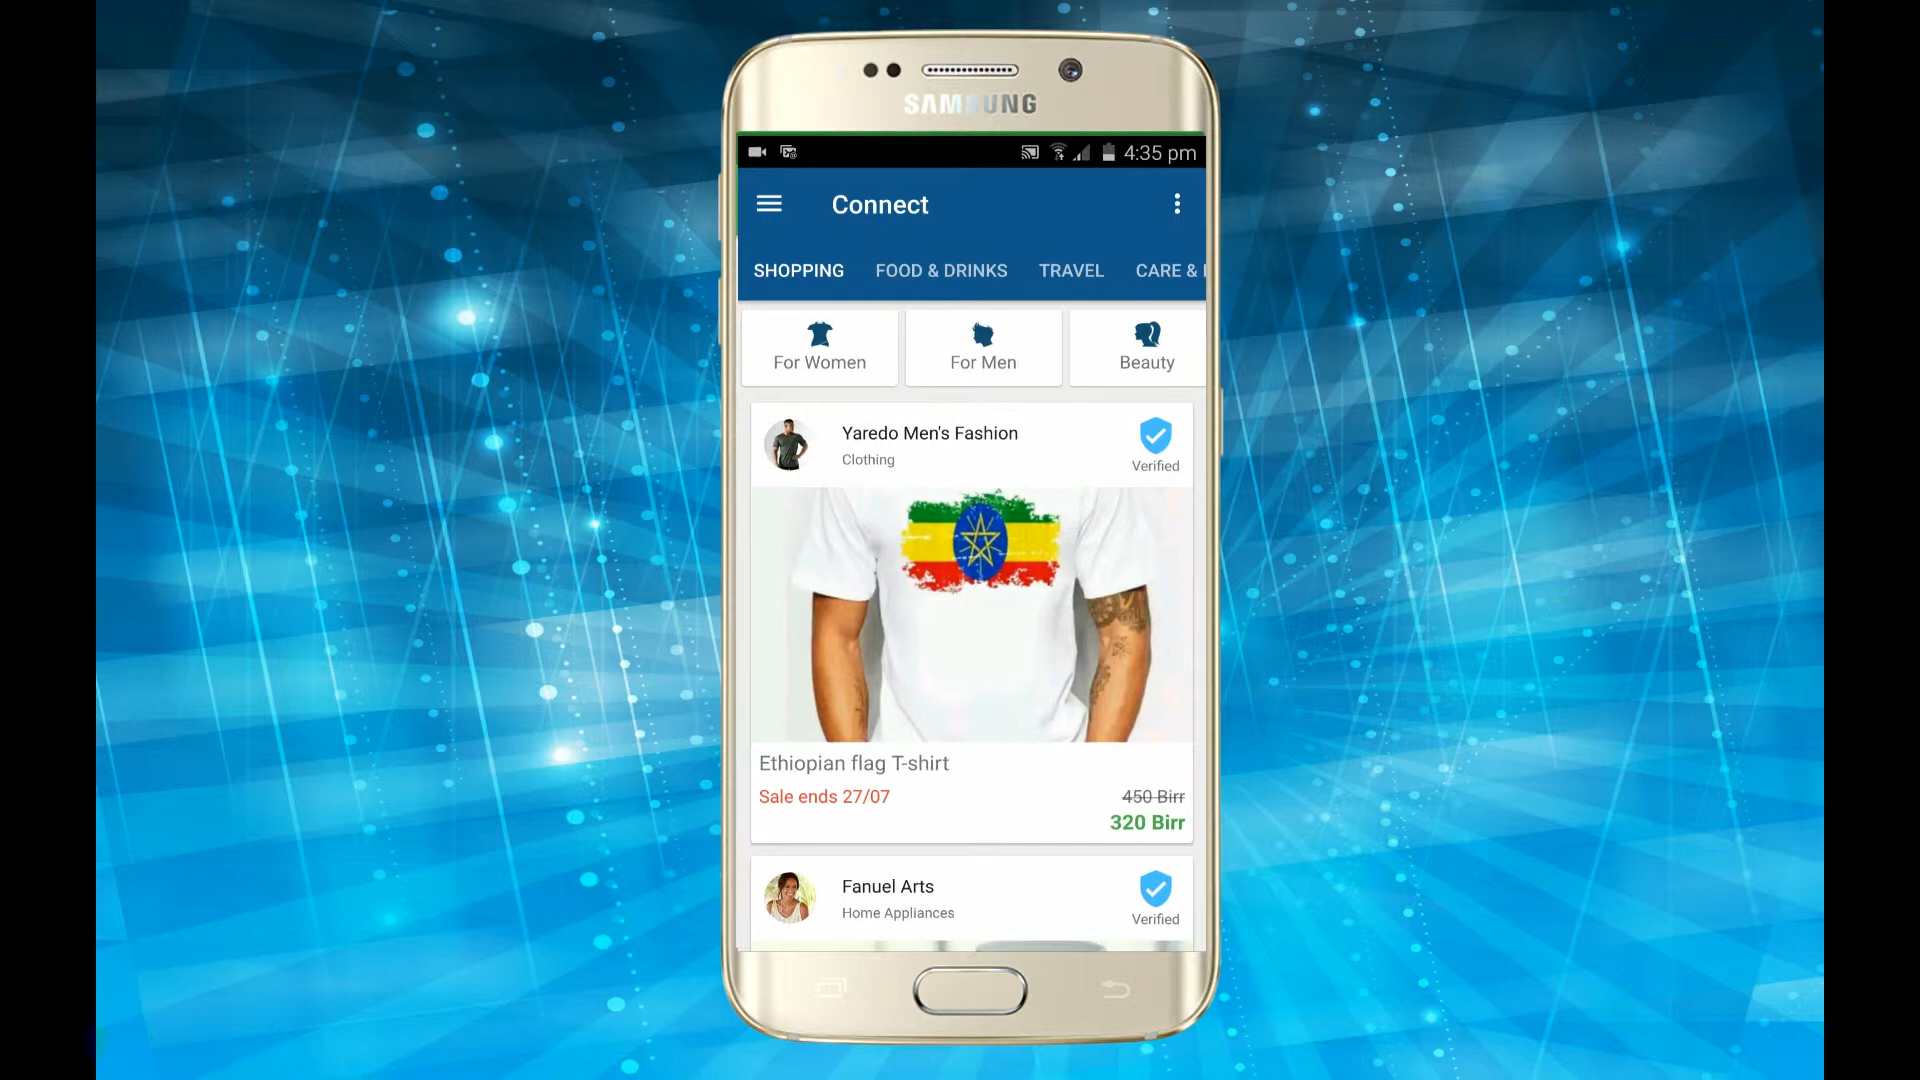 SAMSUNG
4:35 pm
Connect
SHOPPING FOOD & DRINKS TRAVEL CARE &
For Women For Men Beauty
Yaredo Men's Fashion
Clothing
Verified
Ethiopian flag T-shirt
Sale ends 27/07
450 Birr
320 Birr
Fanuel Arts
Home Appliances
Verified